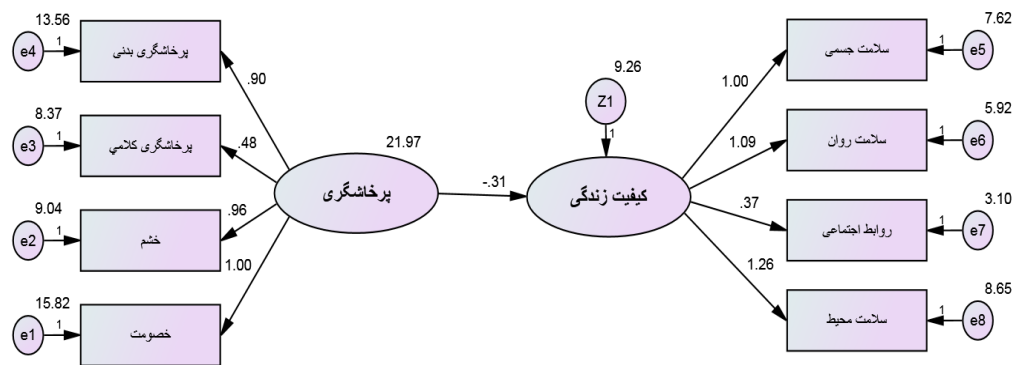 13.56
e4
1
پرخاشگری بدنی
.90
8.37
e3
1
پرخاشگری کلامي
.48
9.04
e2
1
خشم
.96
15.82
e1
1
خصومت
1.00
21.97
پرخاشگری
-.31
9.26
Z1
1
کیفیت زندگی
7.62
e5
1
سلامت جسمی
1.00
5.92
e6
1
سلامت روان
1.09
3.10
e7
1
روابط اجتماعی
.37
8.65
e8
1
سلامت محیط
1.26